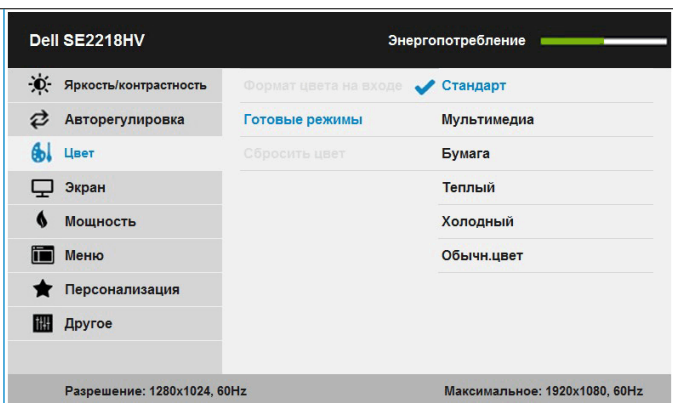 Dell SE2218HV Энергопотребление
Яркость/контрастность Формат цвета на входе Стандарт
Авторегулировка Готовые режимы Мультимедиа
Цвет Сбросить цвет Бумага
Экран Теплый
Мощность Холодный
Меню Обычн.цвет
Персонализация
Другое
Разрешение: 1280x1024, 60Hz Максимальное: 1920x1080, 60Hz